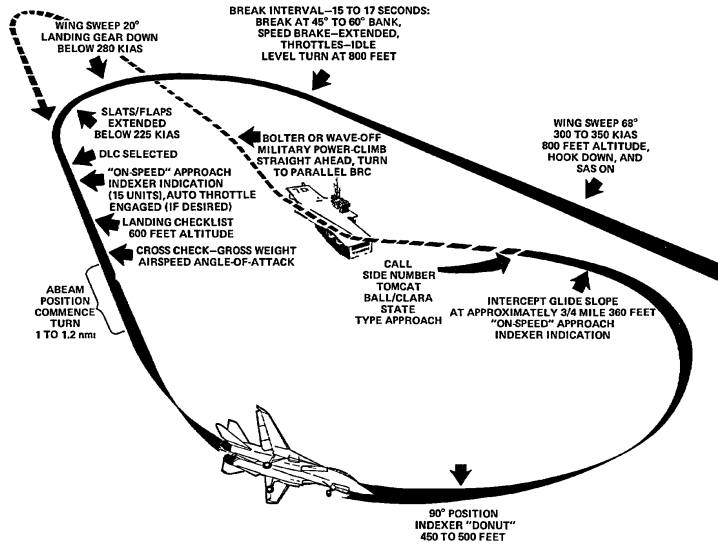 BREAK INTERVAL–15 TO 17 SECONDS:
BREAK AT 45° TO 60° BANK,
SPEED BRAKE–EXTENDED,
THROTTLES–IDLE
LEVEL TURN AT 800 FEET
WING SWEEP 20°
LANDING GEAR DOWN
BELOW 280 KIAS
WING SWEEP 68°
300 TO 350 KIAS
800 FEET ALTITUDE,
HOOK DOWN, AND
SAS ON
SLATS/FLAPS
EXTENDED
BELOW 225 KIAS
BOLTER OR WAVE-OFF
MILITARY POWER-CLIMB
STRAIGHT AHEAD, TURN
TO PARALLEL BRC
DLC SELECTED
"ON-SPEED" APPROACH
INDEXER INDICATION
(15 UNITS), AUTO THROTTLE
ENGAGED (IF DESIRED)
LANDING CHECKLIST
600 FEET ALTITUDE
CROSS CHECK–GROSS WEIGHT
AIRSPEED ANGLE-OF-ATTACK
ABEAM
POSITION
COMMENCE
TURN
1 TO 1.2 nmi
CALL
SIDE NUMBER
TOMCAT
BALL/CLARA
STATE
TYPE APPROACH
INTERCEPT GLIDE SLOPE
AT APPROXIMATELY 3/4 MILE 360 FEET
"ON-SPEED" APPROACH
INDEXER INDICATION
90° POSITION
INDEXER "DONUT"
450 TO 500 FEET